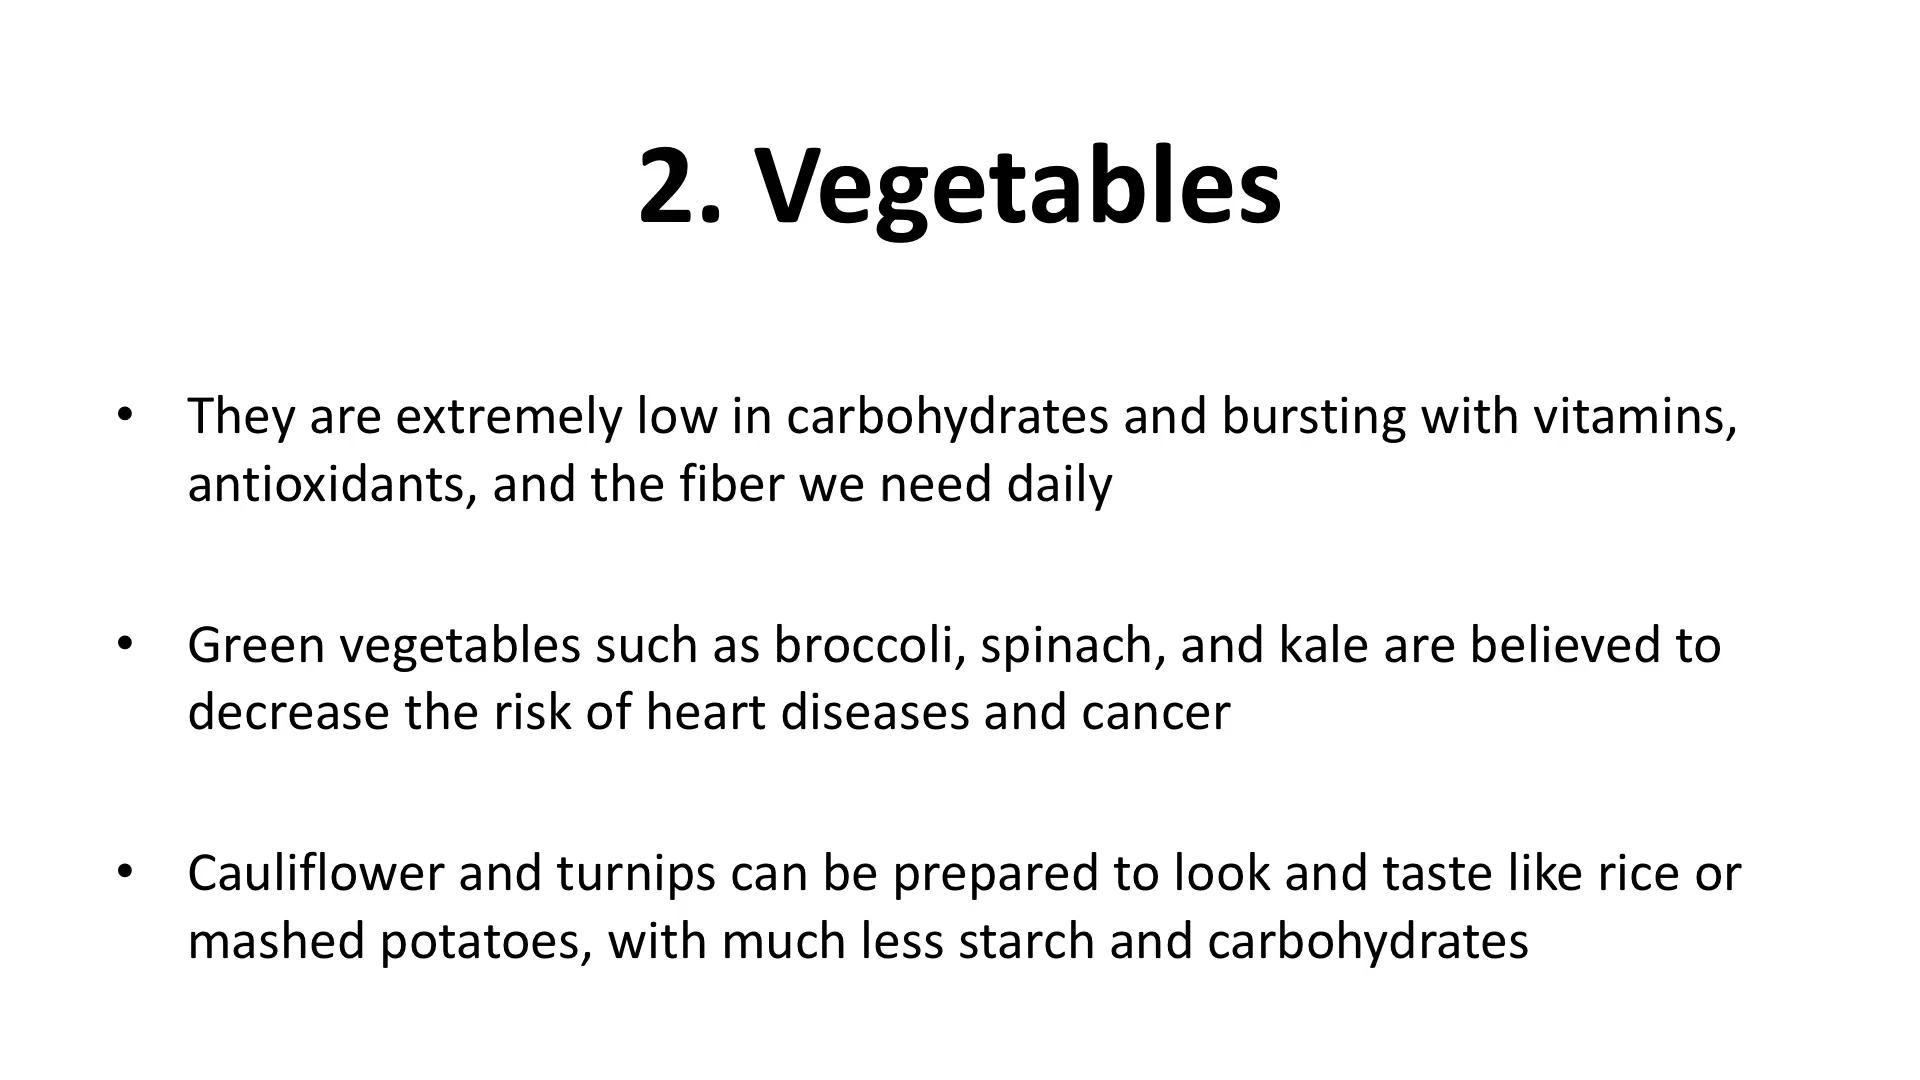 2. Vegetables
• They are extremely low in carbohydrates and bursting with vitamins,
antioxidants, and the fiber we need daily
• Green vegetables such as broccoli, spinach, and kale are believed to
decrease the risk of heart diseases and cancer
• Cauliflower and turnips can be prepared to look and taste like rice or
mashed potatoes, with much less starch and carbohydrates